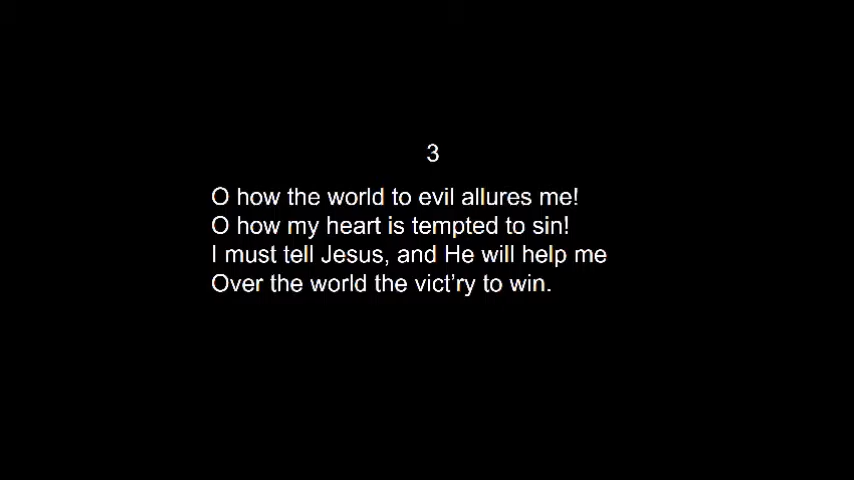 3
O how the world to evil allures me!
O how my heart is tempted to sin!
I must tell Jesus, and He will help me
Over the world the vict’ry to win.